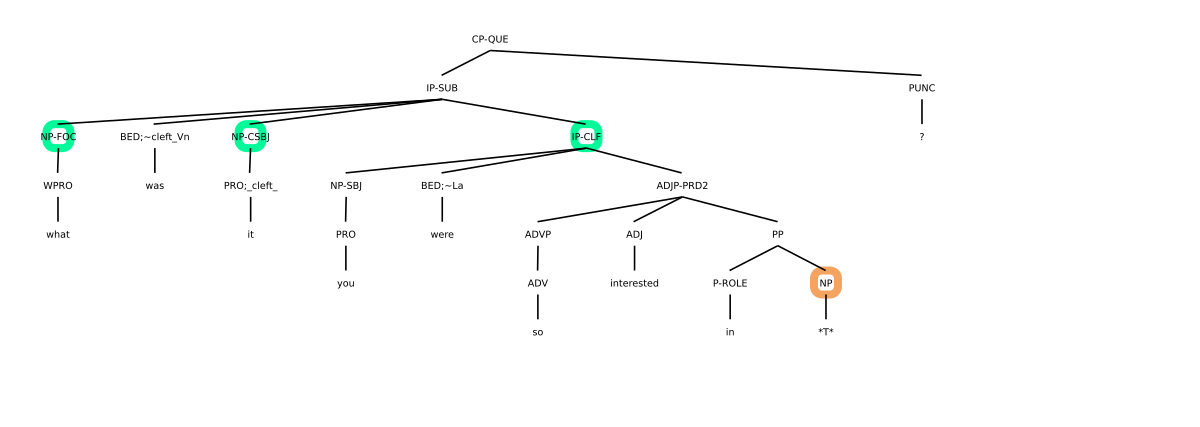 CP-QUE
IP-SUB PUNC
NP-FOC BED;~cleft_Vn NP-CSBJ IP-CLF ?
WPRO was PRO;_cleft_ NP-SBJ BED;~La ADJP-PRD2
what it PRO were ADVP ADJ PP
you ADV interested P-ROLE NP
so in *T*